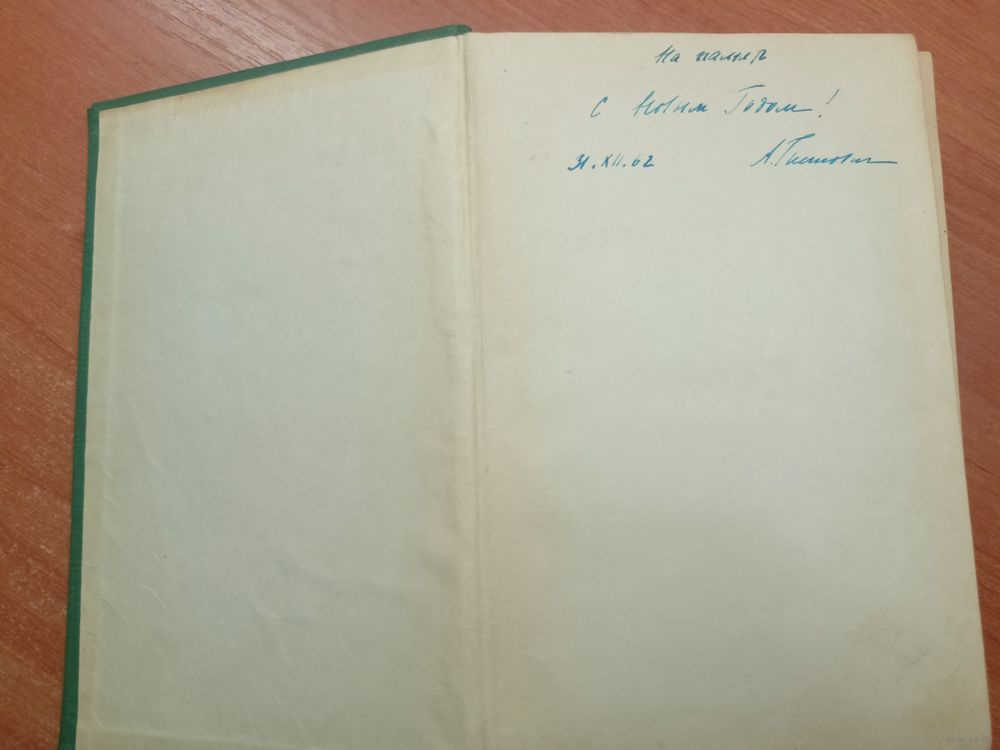 На память
С Новым Годом!
31.XII.62 А.